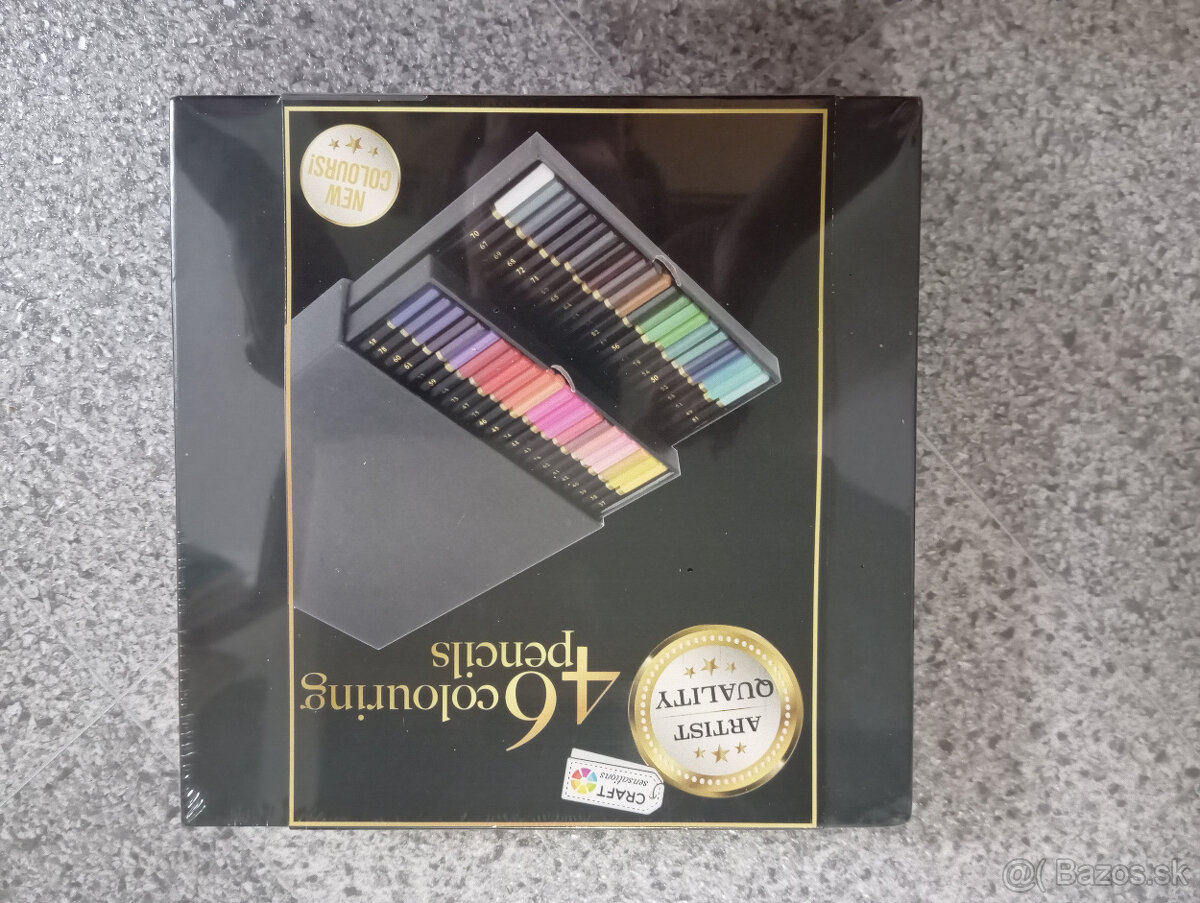 CRAFT
sensations
ARTIST
QUALITY
46 colouring
pencils
NEW
COLOURS!
@( Bazos.sk